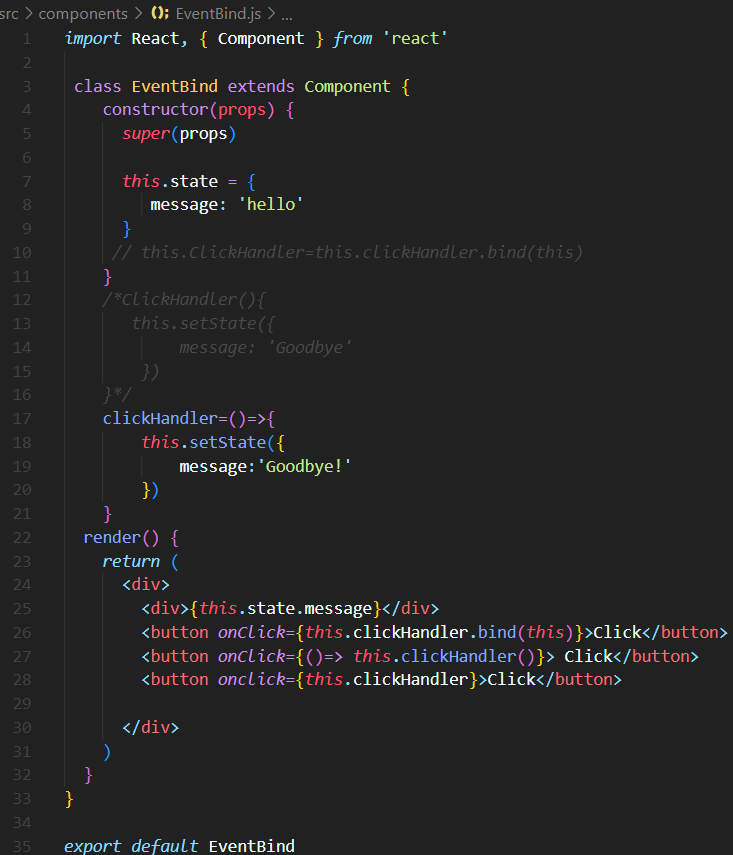 src > components > EventBind.js > ...
1 import React, { Component } from 'react'
2
3 class EventBind extends Component {
4 constructor(props) {
5 super(props)
6
7 this.state = {
8 message: 'hello'
9 }
10 // this.ClickHandler=this.clickHandler.bind(this)
11 }
12 /*ClickHandler(){
13 this.setState({
14 message: 'Goodbye'
15 })
16 }*/
17 clickHandler=()=>{
18 this.setState({
19 message:'Goodbye!'
20 })
21 }
22 render() {
23 return (
24 <div>
25 <div>{this.state.message}</div>
26 <button onClick={this.clickHandler.bind(this)}>Click</button>
27 <button onClick={()=> this.clickHandler()}> Click</button>
28 <button onclick={this.clickHandler}>Click</button>
29
30 </div>
31 )
32 }
33 }
34
35 export default EventBind